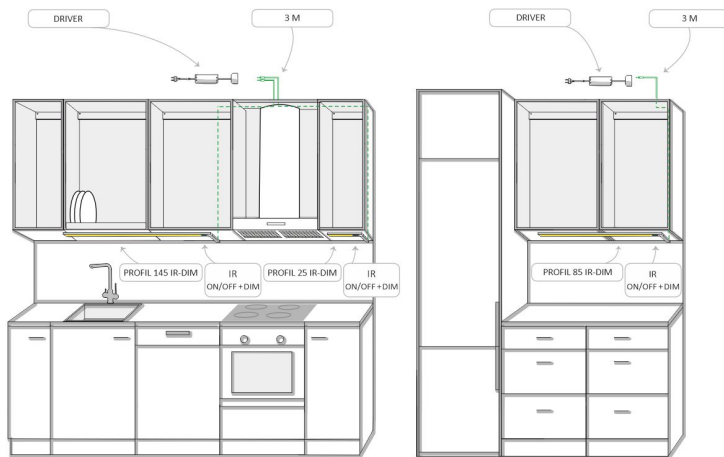 DRIVER
3 M
PROFIL 145 IR-DIM
IR
ON/OFF+DIM
PROFIL 25 IR-DIM
IR
ON/OFF+DIM
DRIVER
3 M
PROFIL 85 IR-DIM
IR
ON/OFF+DIM